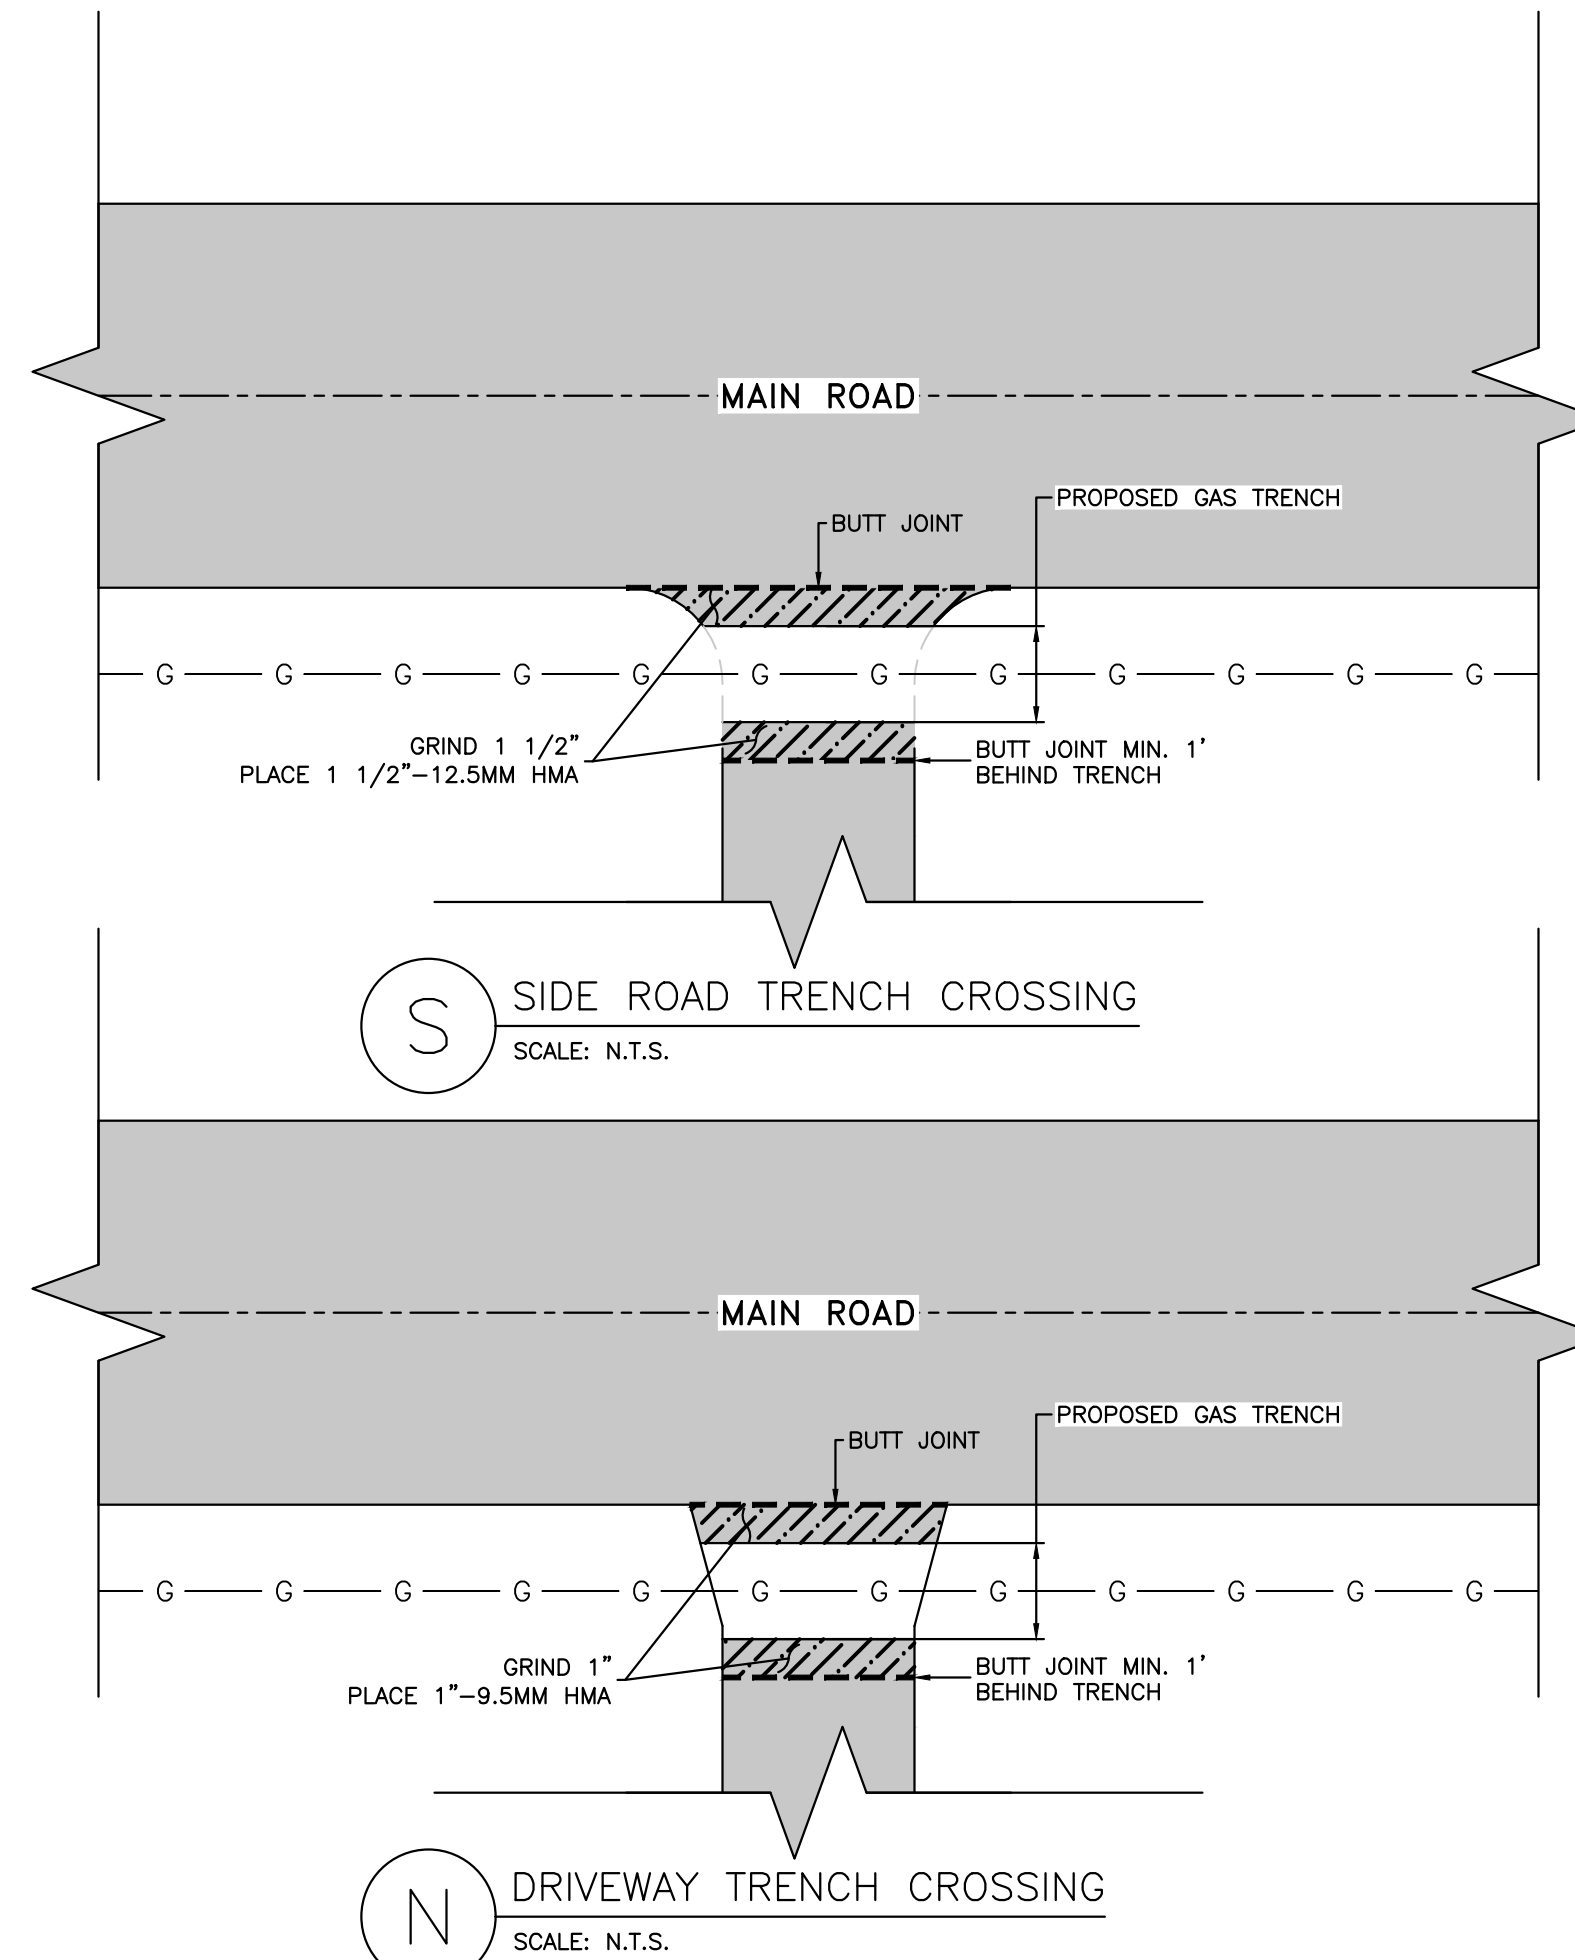 MAIN ROAD
PROPOSED GAS TRENCH
BUTT JOINT
G G G G G G G G G G G G
GRIND 1 1/2"
PLACE 1 1/2"-12.5MM HMA
BUTT JOINT MIN. 1'
BEHIND TRENCH
S
SIDE ROAD TRENCH CROSSING
SCALE: N.T.S.
MAIN ROAD
PROPOSED GAS TRENCH
BUTT JOINT
G G G G G G G G G G G G
GRIND 1"
PLACE 1"-9.5MM HMA
BUTT JOINT MIN. 1'
BEHIND TRENCH
N
DRIVEWAY TRENCH CROSSING
SCALE: N.T.S.